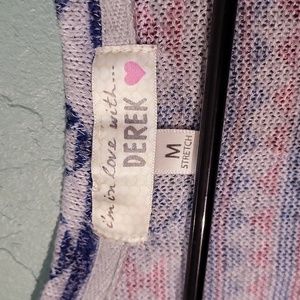 i'm in love with...
DEREK
M
STRETCH